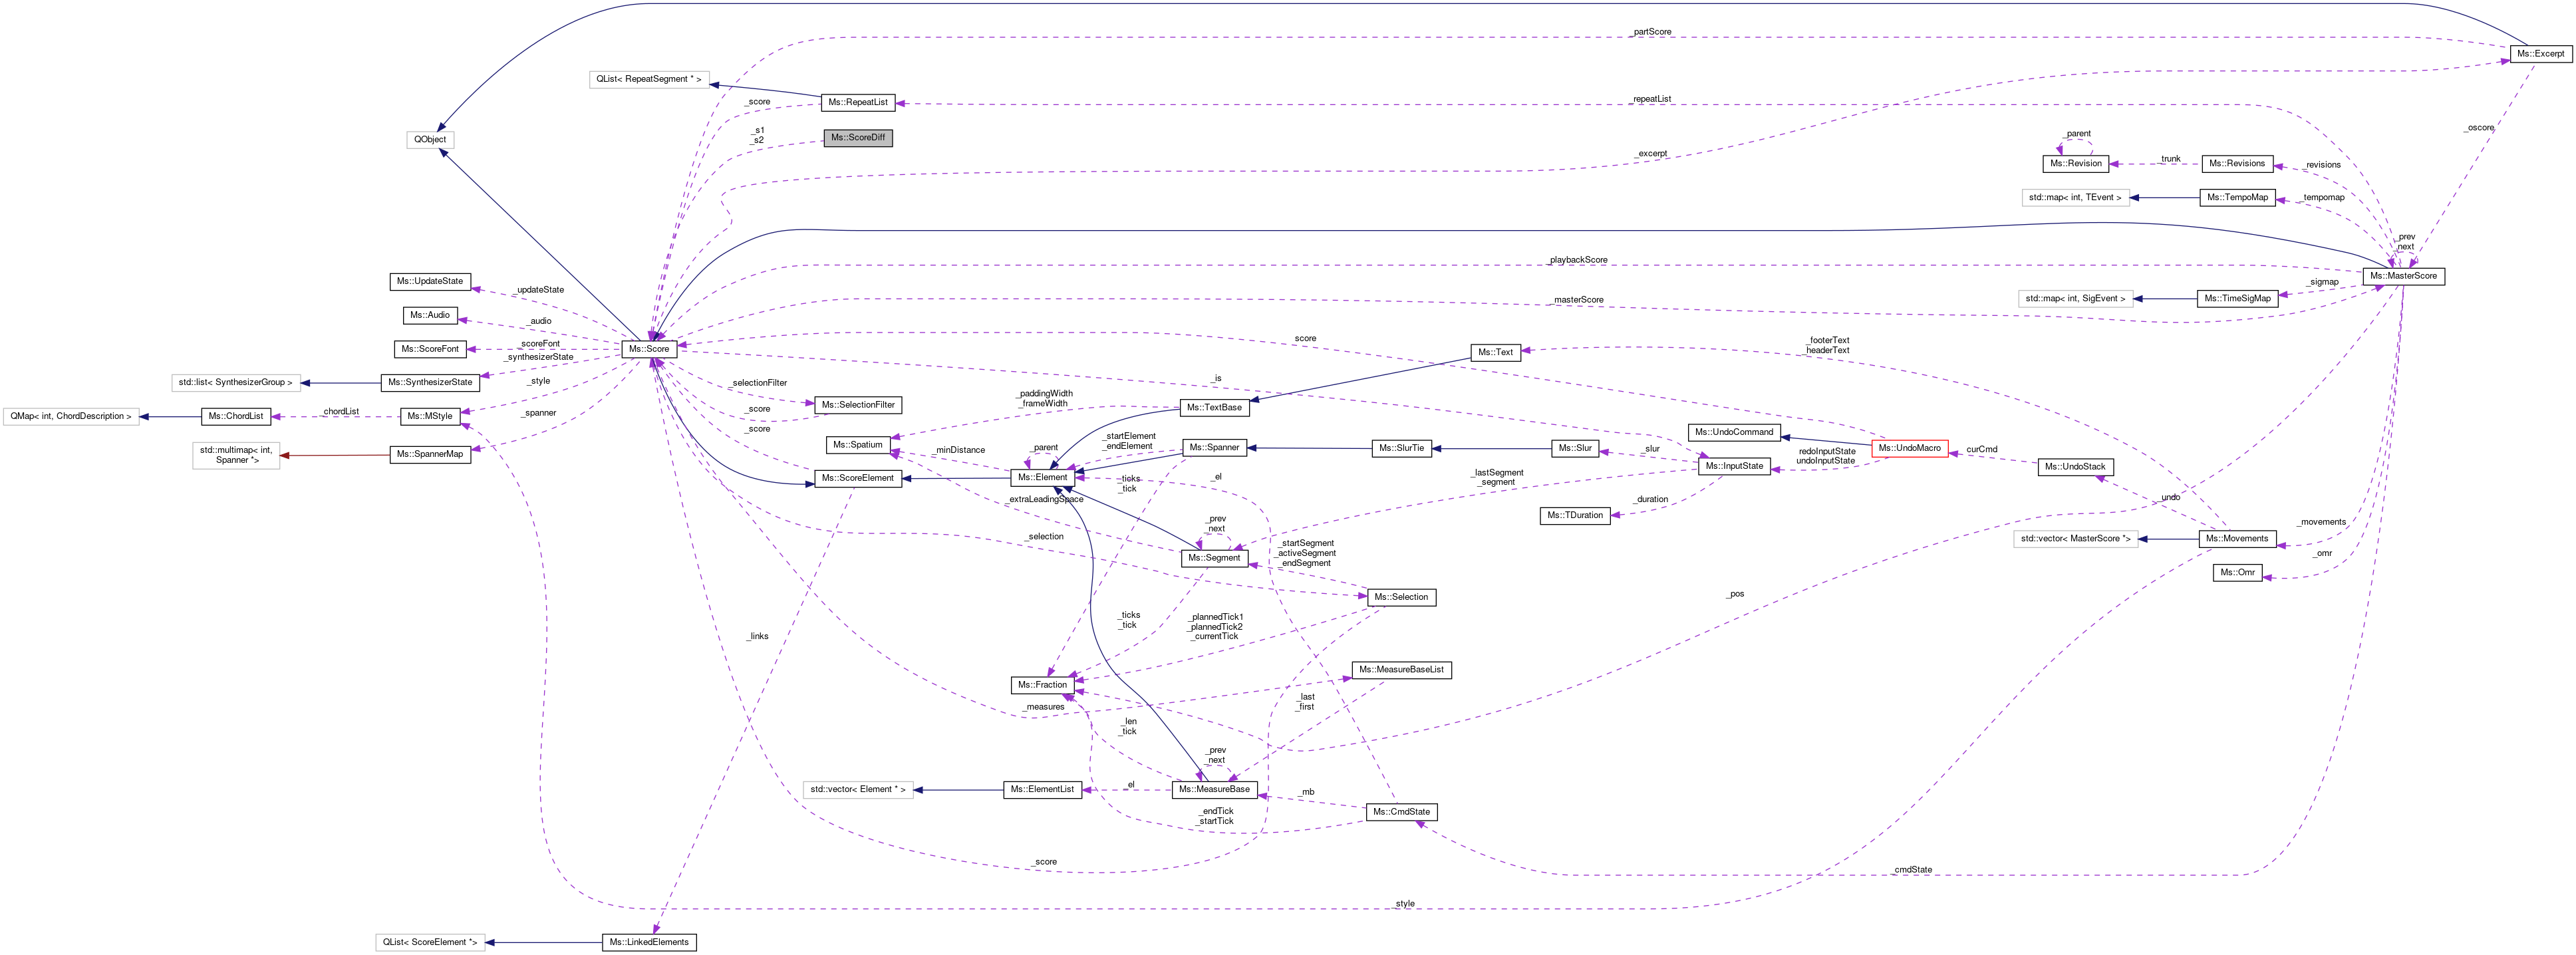 _partScore
Ms::Excerpt
QList< RepeatSegment * >
Ms::RepeatList
_score
_repeatList
Ms::ScoreDiff
_s1
_s2
QObject
_oscore
_excerpt
_parent
Ms::Revision
_trunk
Ms::Revisions
_revisions
std::map< int, TEvent >
Ms::TempoMap
_tempomap
_prev
_next
Ms::MasterScore
_playbackScore
Ms::UpdateState
_updateState
_sigmap
std::map< int, SigEvent >
Ms::TimeSigMap
_masterScore
Ms::Audio
_audio
Ms::ScoreFont
_scoreFont
Ms::Score
score
_footerText
_headerText
Ms::Text
_synthesizerState
std::list< SynthesizerGroup >
Ms::SynthesizerState
_style
_selectionFilter
_is
_paddingWidth
_frameWidth
Ms::SelectionFilter
_score
Ms::TextBase
QMap< int, ChordDescription >
Ms::ChordList
_chordList
Ms::MStyle
_spanner
_score
Ms::Spatium
_minDistance
_parent
_startElement
_endElement
Ms::Spanner
Ms::SlurTie
Ms::Slur
_slur
Ms::UndoCommand
Ms::UndoMacro
redoInputState
undoInputState
curCmd
Ms::UndoStack
std::multimap< int,
Spanner *>
Ms::SpannerMap
Ms::ScoreElement
Ms::Element
_ticks
_tick
_el
_lastSegment
_segment
Ms::InputState
_extraLeadingSpace
_duration
Ms::TDuration
_undo
_prev
_next
_selection
Ms::Segment
_startSegment
_activeSegment
_endSegment
_movements
std::vector< MasterScore *>
Ms::Movements
_omr
Ms::Omr
Ms::Selection
_pos
_links
_ticks
_tick
_plannedTick1
_plannedTick2
_currentTick
Ms::MeasureBaseList
Ms::Fraction
_measures
_last
_first
_len
_tick
_prev
_next
std::vector< Element * >
Ms::ElementList
_el
Ms::MeasureBase
_mb
Ms::CmdState
_endTick
_startTick
_score
_cmdState
_style
QList< ScoreElement *>
Ms::LinkedElements